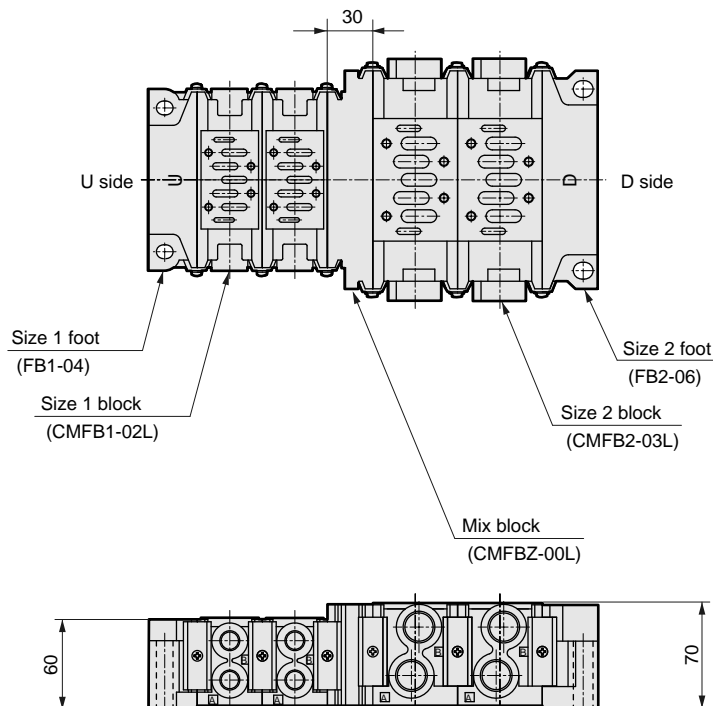 30
U side
U
D
D side
Size 1 foot
(FB1-04)
Size 2 foot
(FB2-06)
Size 1 block
(CMFB1-02L)
Size 2 block
(CMFB2-03L)
Mix block
(CMFBZ-00L)
60
70
B
B
B
B
A
A
A
A